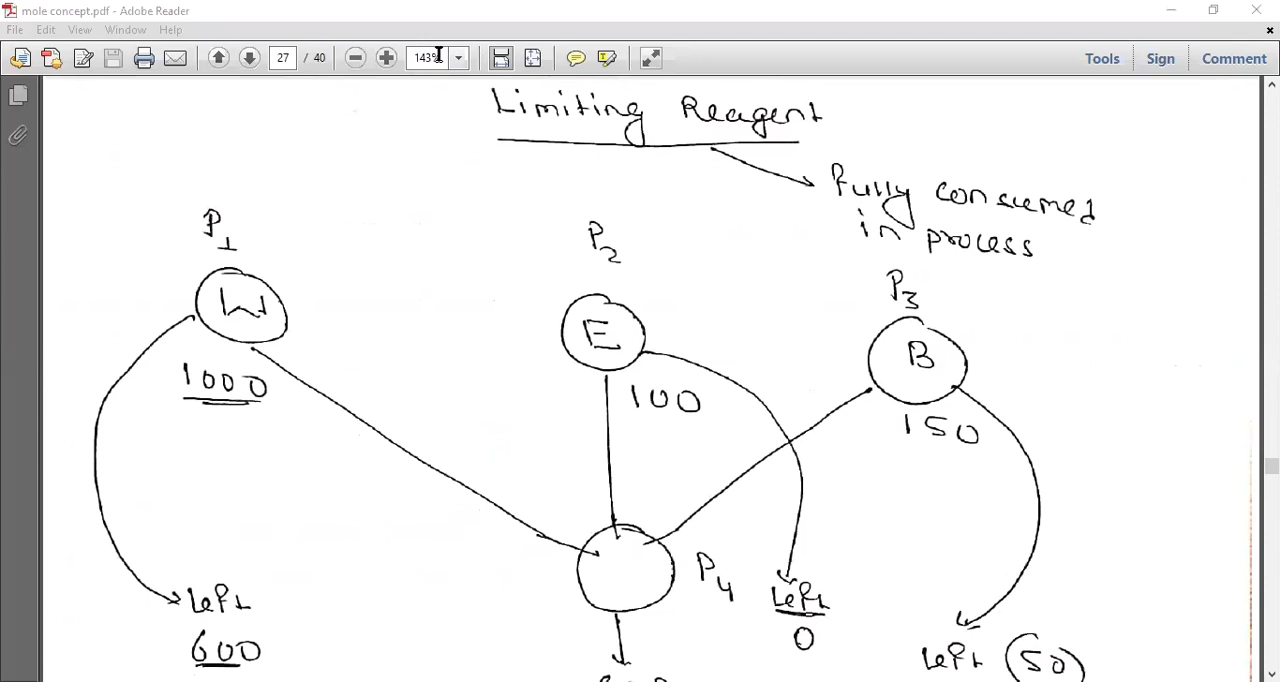 mole concept.pdf - Adobe Reader
File Edit View Window Help
27 / 40
143%
Tools Sign Comment
Limiting Reagent
fully consumed
in process
P1
P2
P3
W
E
B
1000
100
150
P4
Left
600
Left
0
Left 50